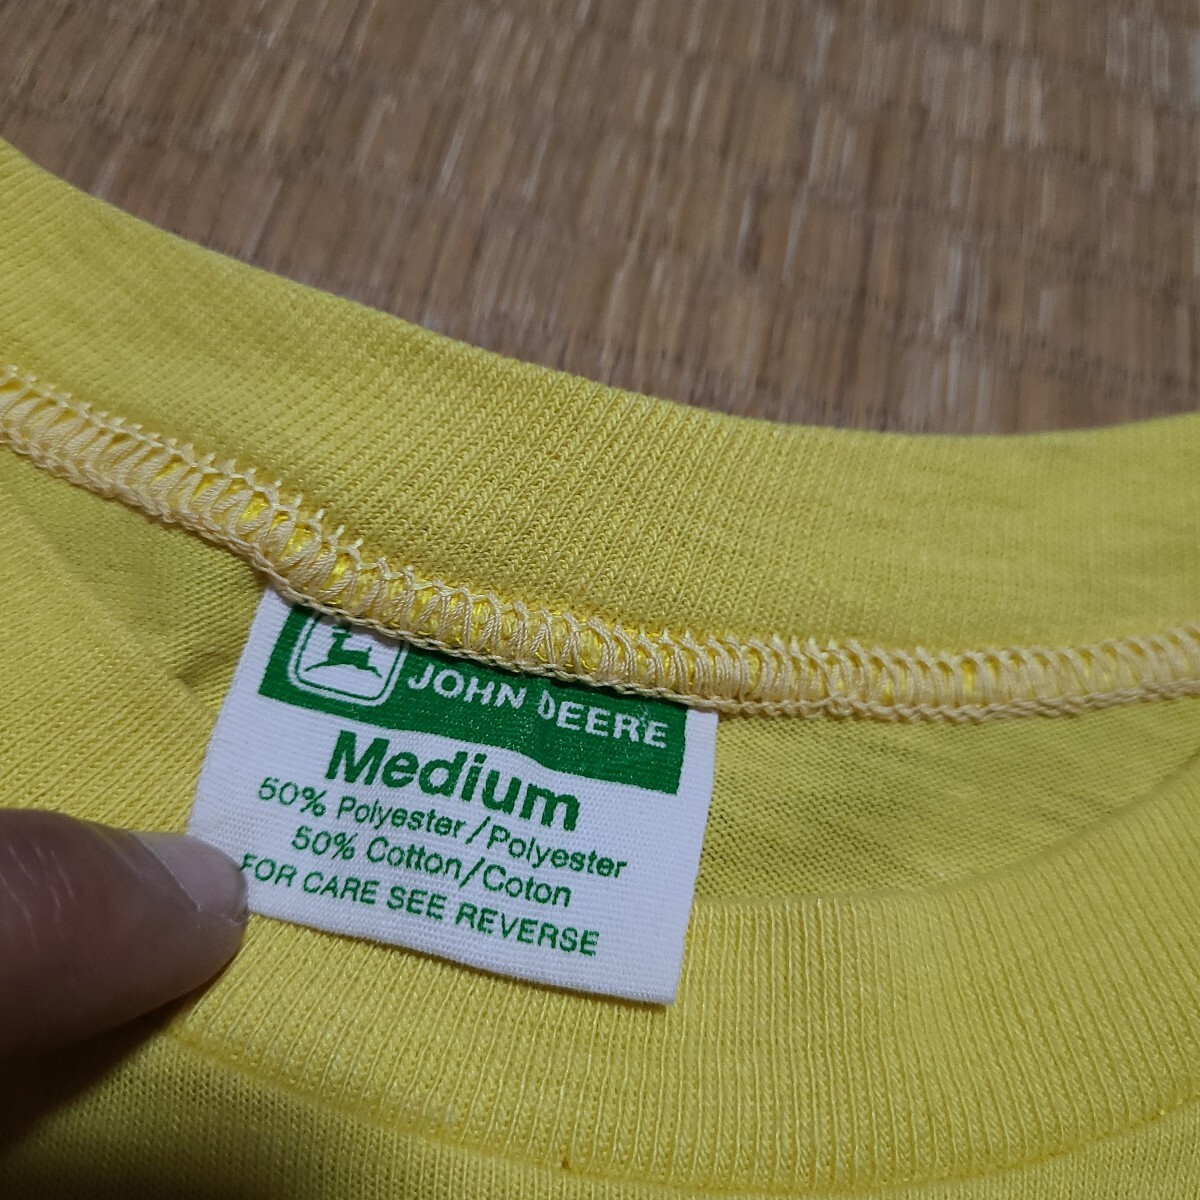 JOHN DEERE
Medium
50% Polyester/Polyester
50% Cotton/Coton
FOR CARE SEE REVERSE